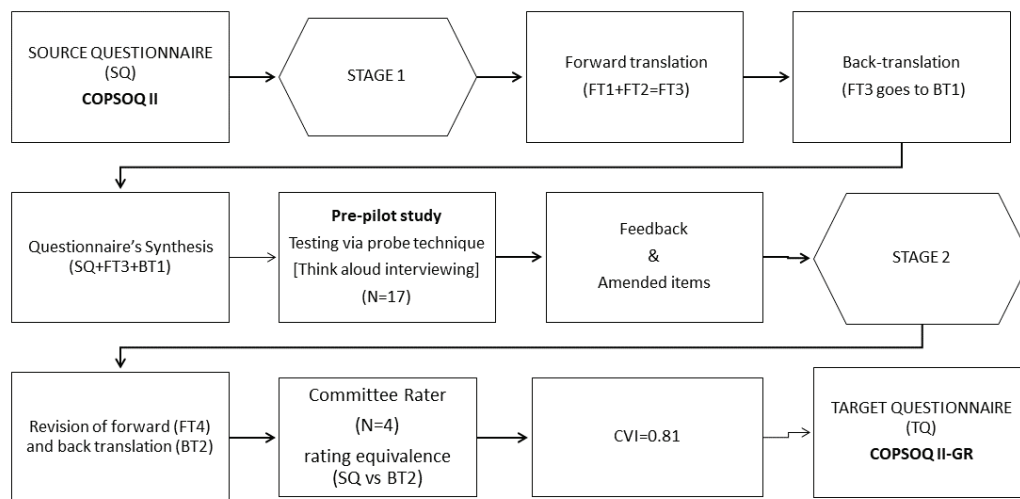 SOURCE QUESTIONNAIRE
(SQ)
COPSOQ II
STAGE 1
Forward translation
(FT1+FT2=FT3)
Back-translation
(FT3 goes to BT1)
Questionnaire's Synthesis
(SQ+FT3+BT1)
Pre-pilot study
Testing via probe technique
[Think aloud interviewing]
(N=17)
Feedback
&
Amended items
STAGE 2
Revision of forward (FT4)
and back translation (BT2)
Committee Rater
(N=4)
rating equivalence
(SQ vs BT2)
CVI=0.81
TARGET QUESTIONNAIRE
(TQ)
COPSOQ II-GR